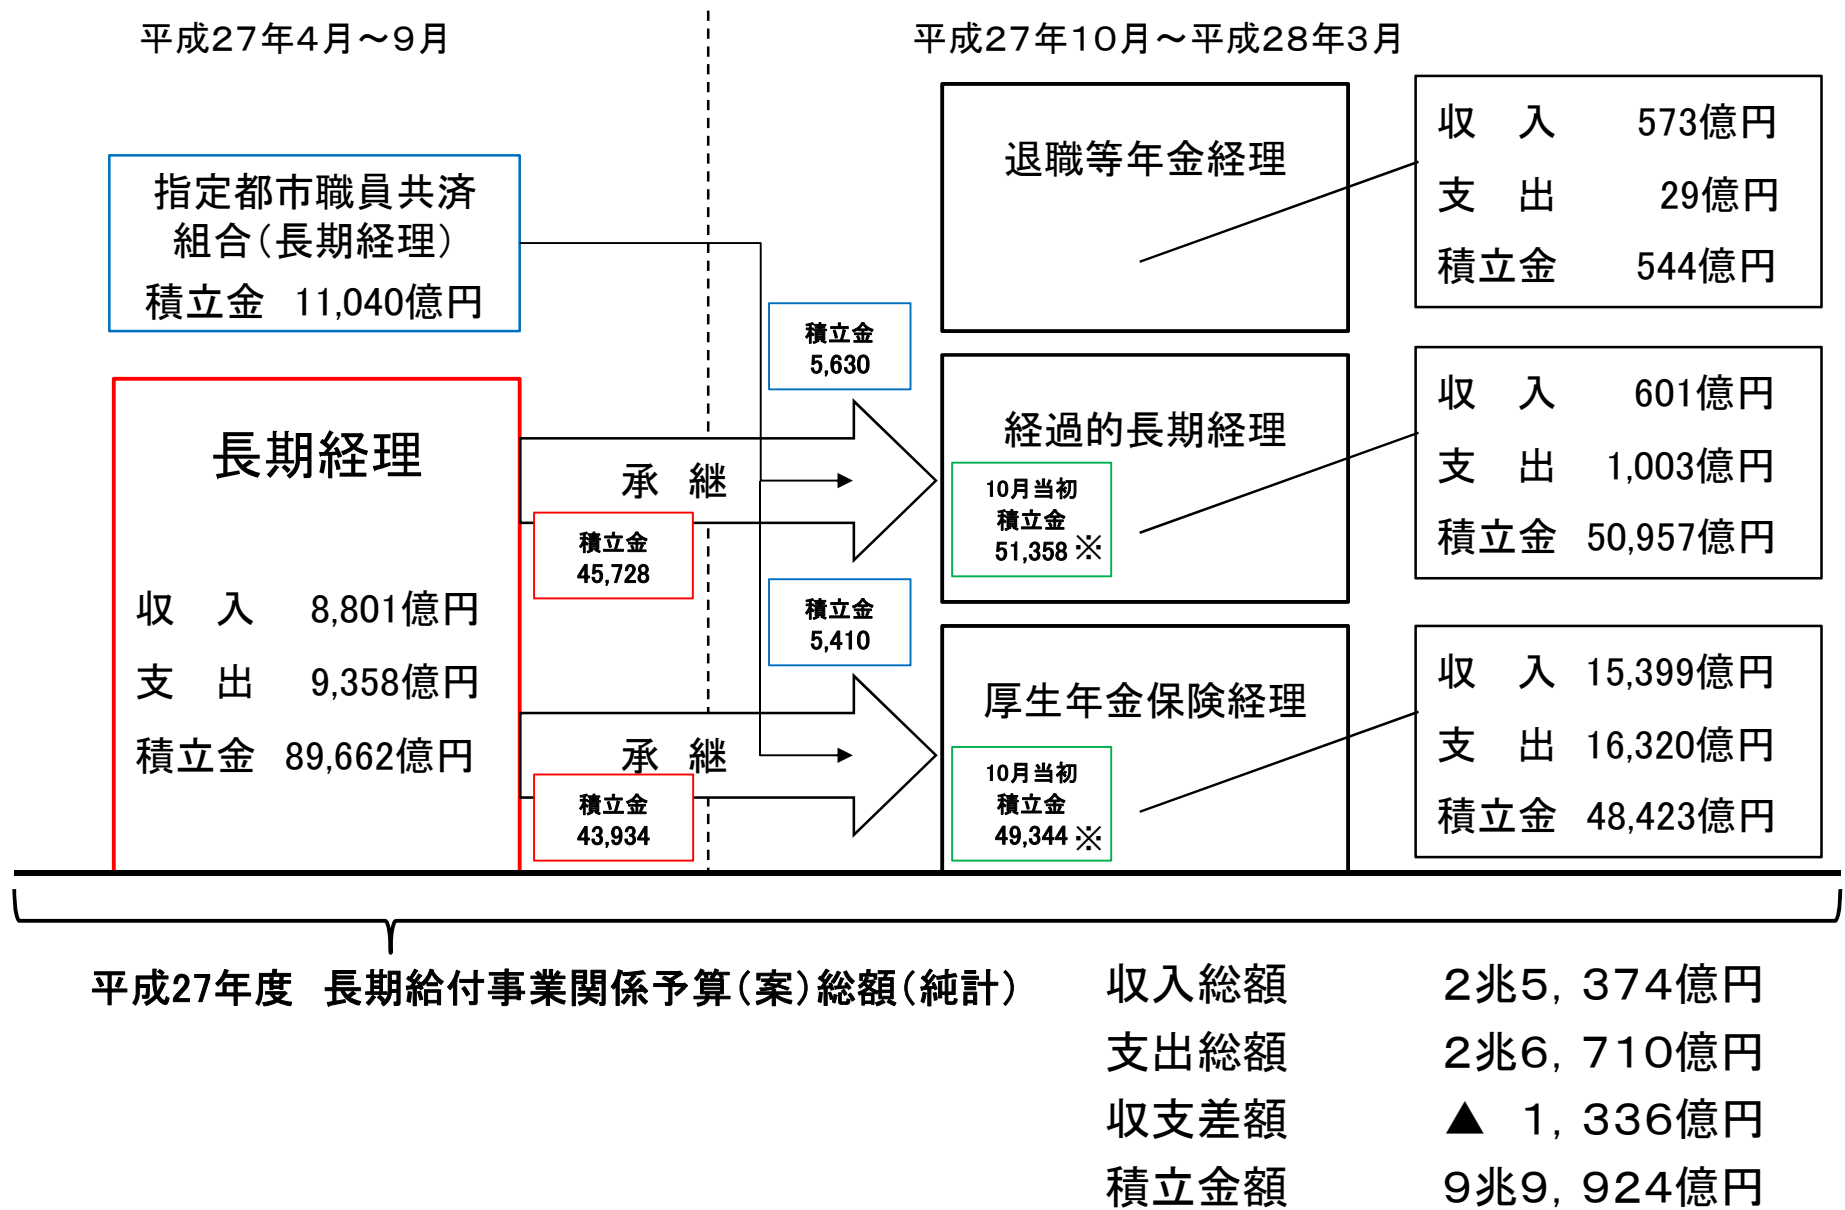 平成27年4月～9月
平成27年10月～平成28年3月
指定都市職員共済
組合（長期経理）
積立金 11,040億円
長期経理
収　入 8,801億円
支　出 9,358億円
積立金 89,662億円
承　継
積立金
45,728
承　継
積立金
43,934
積立金
5,630
積立金
5,410
退職等年金経理
収　入 573億円
支　出 29億円
積立金 544億円
経過的長期経理
10月当初
積立金
51,358 ※
収　入 601億円
支　出 1,003億円
積立金 50,957億円
厚生年金保険経理
10月当初
積立金
49,344 ※
収　入 15,399億円
支　出 16,320億円
積立金 48,423億円
平成27年度　長期給付事業関係予算（案）総額（純計）
収入総額 2兆5，374億円
支出総額 2兆6，710億円
収支差額 ▲ 1，336億円
積立金額 9兆9，924億円